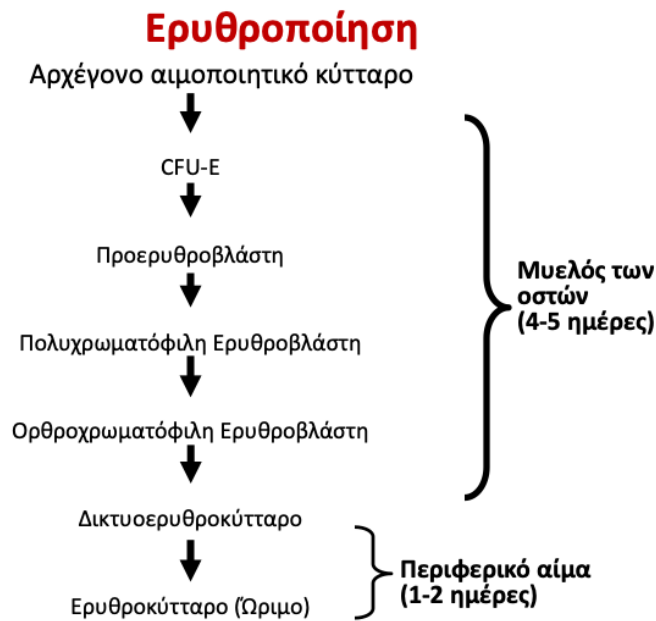 Ερυθροποίηση
Αρχέγονο αιμοποιητικό κύτταρο
CFU-E
Προερυθροβλάστη
Πολυχρωματόφιλη Ερυθροβλάστη
Ορθροχρωματόφιλη Ερυθροβλάστη
Δικτυοερυθροκύτταρο
Ερυθροκύτταρο (Ώριμο)
Μυελός των
οστών
(4-5 ημέρες)
Περιφερικό αίμα
(1-2 ημέρες)